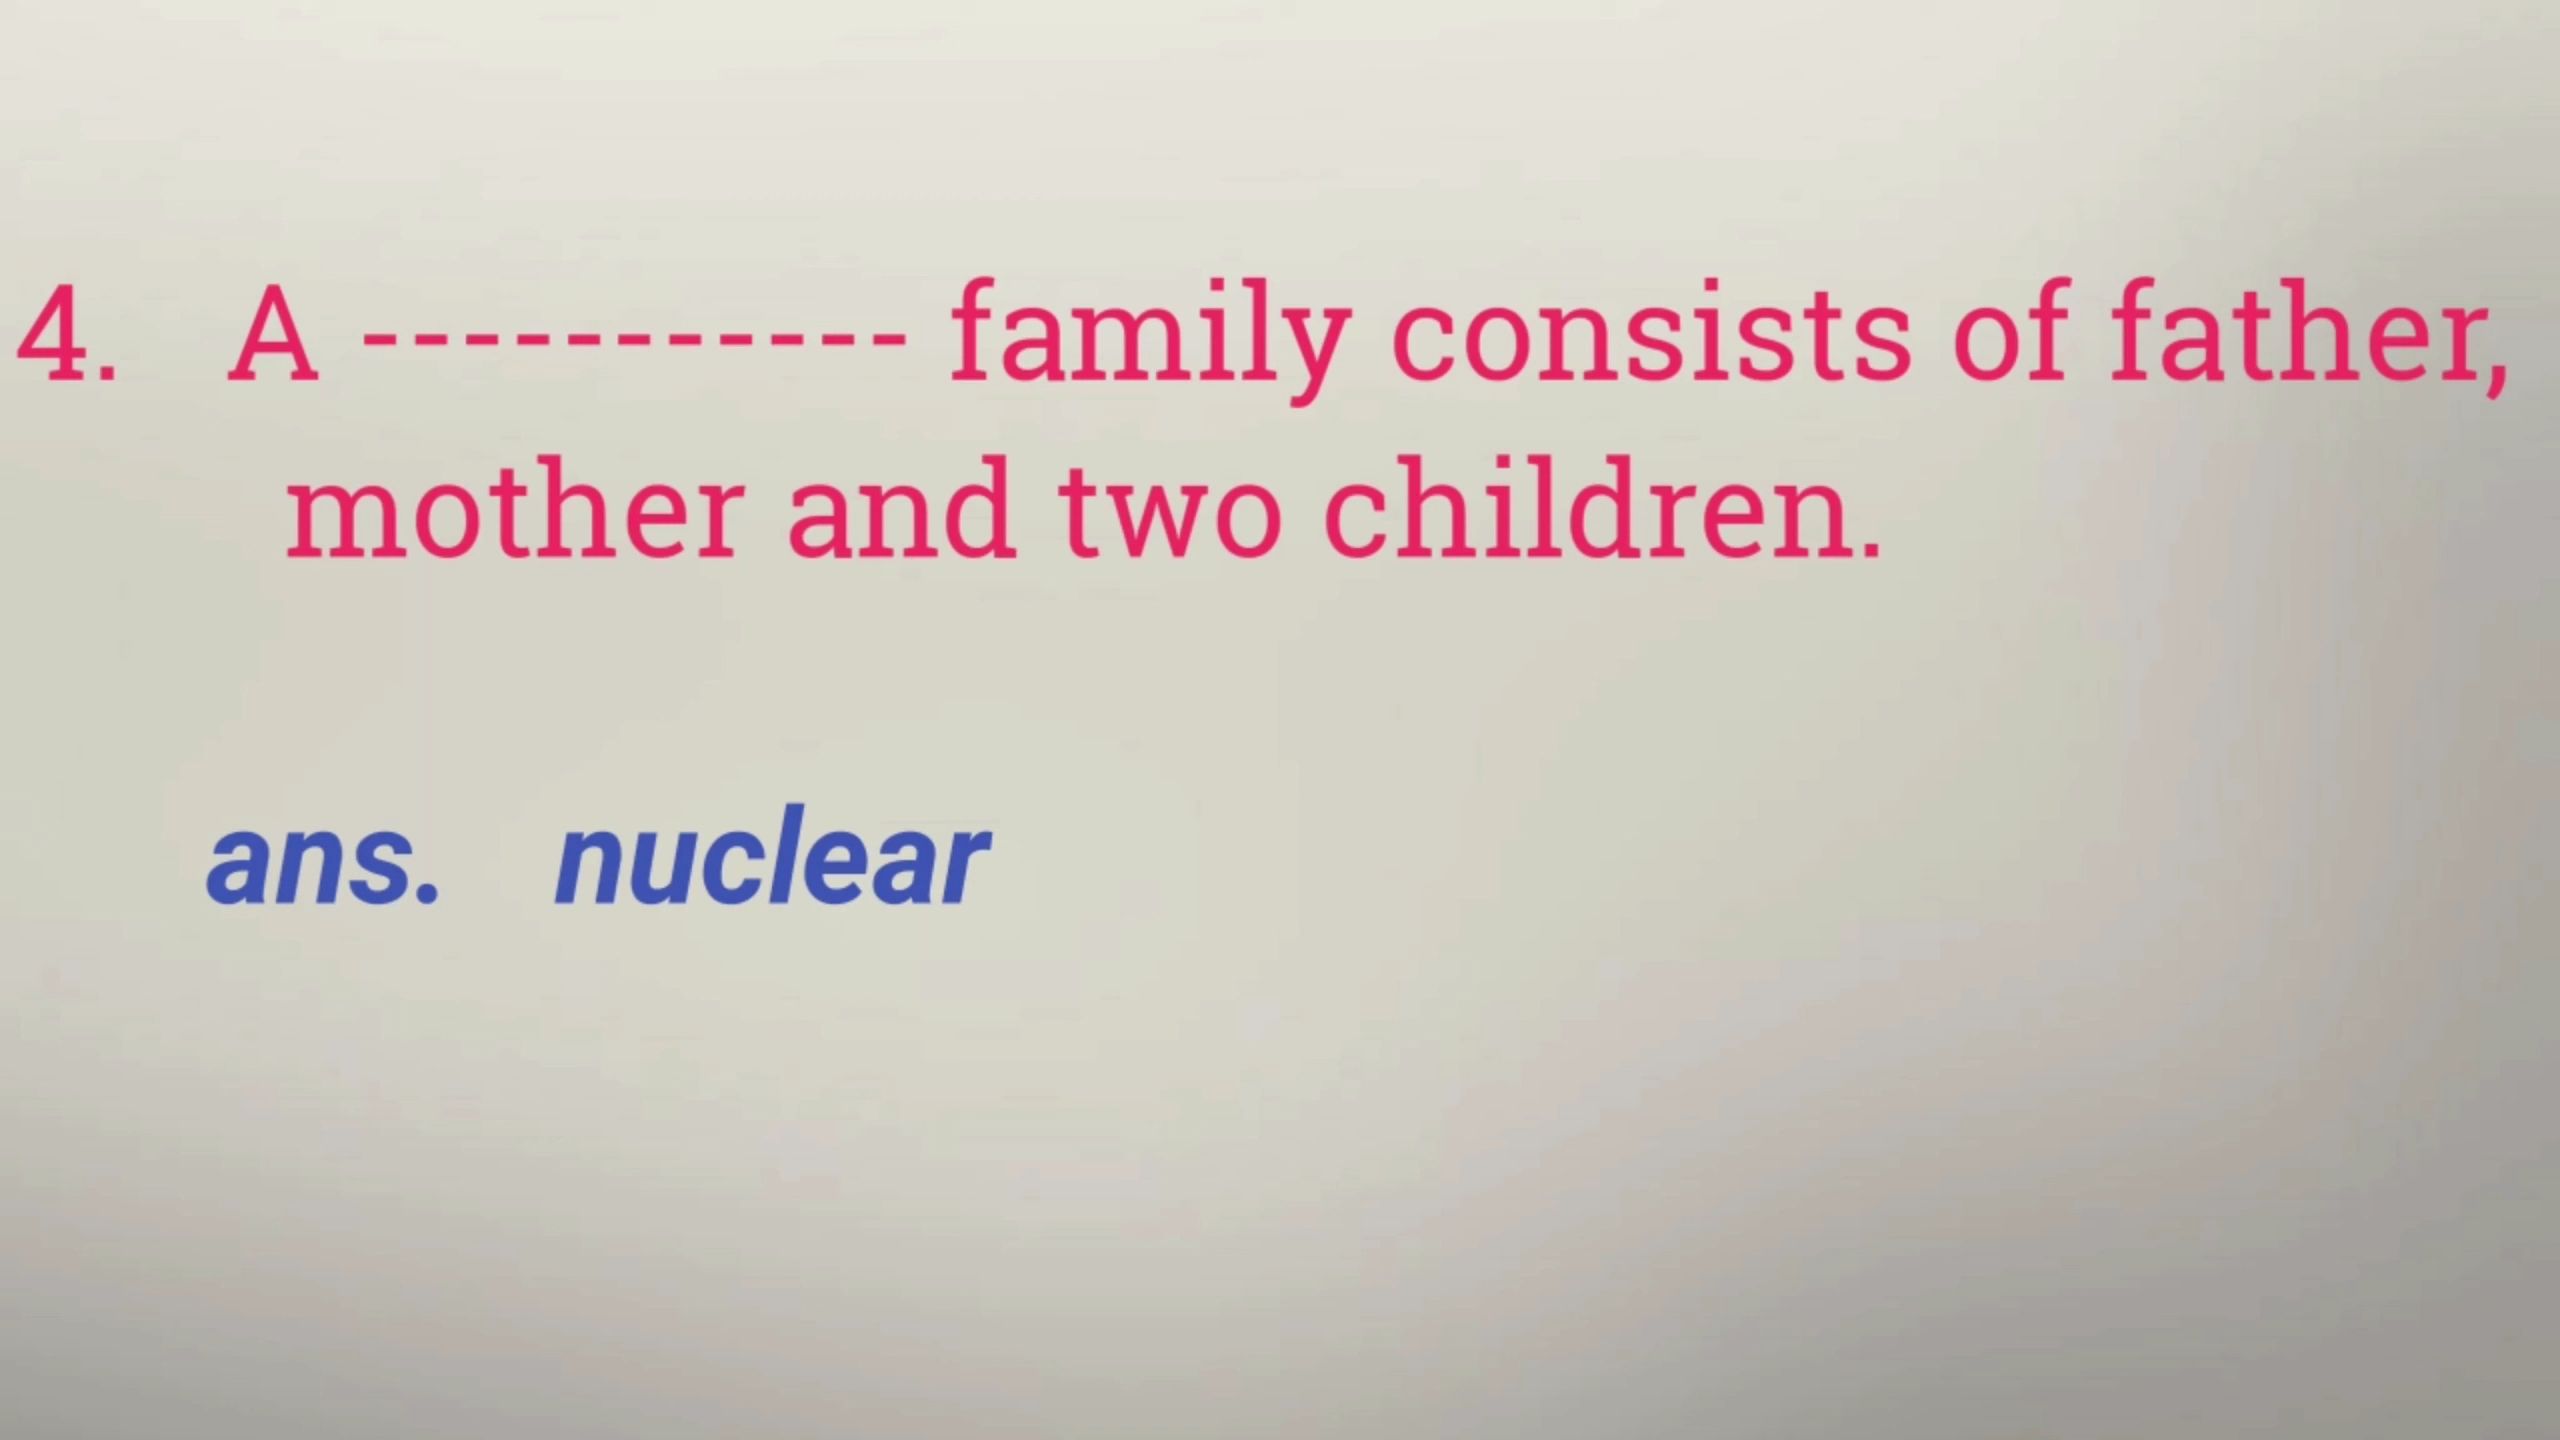 4. A ----------- family consists of father,
mother and two children.
ans. nuclear